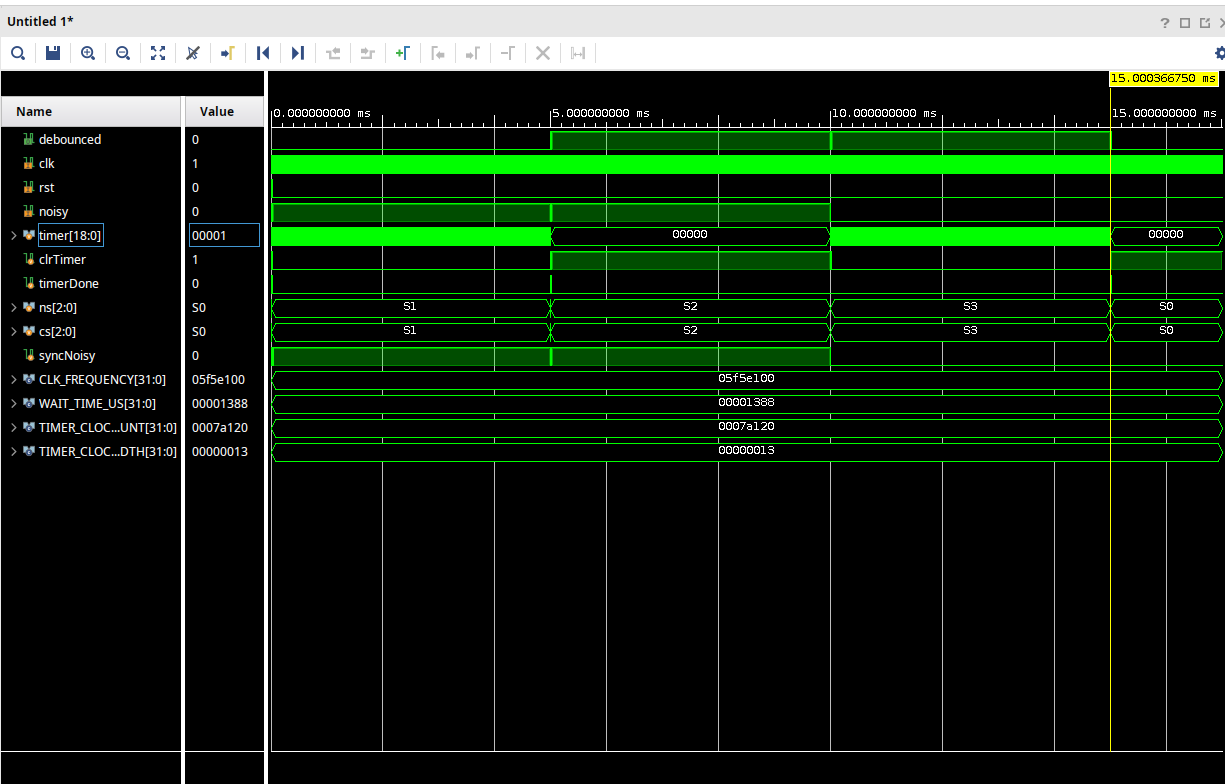 Untitled 1*
?
15.000366750 ms
Name Value
0.000000000 ms 5.000000000 ms 10.000000000 ms 15.000000000 ms
debounced 0
clk 1
rst 0
noisy 0
timer[18:0] 00001 00000 00000
clrTimer 1
timerDone 0
ns[2:0] S0 S1 S2 S3 S0
cs[2:0] S0 S1 S2 S3 S0
syncNoisy 0
CLK_FREQUENCY[31:0] 05f5e100 05f5e100
WAIT_TIME_US[31:0] 00001388 00001388
TIMER_CLOC...UNT[31:0] 0007a120 0007a120
TIMER_CLOC...DTH[31:0] 00000013 00000013